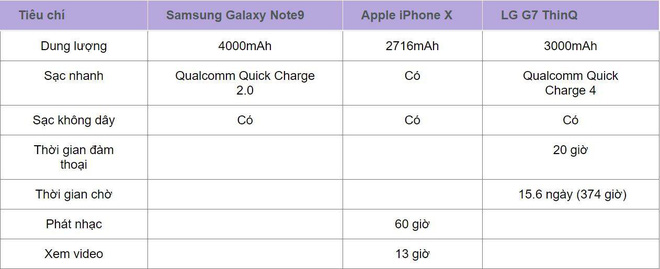 Tiêu chí Samsung Galaxy Note9 Apple iPhone X LG G7 ThinQ
Dung lượng 4000mAh 2716mAh 3000mAh
Sạc nhanh Qualcomm Quick Charge 2.0 Có Qualcomm Quick Charge 4
Sạc không dây Có Có Có
Thời gian đàm thoại 20 giờ
Thời gian chờ 15.6 ngày (374 giờ)
Phát nhạc 60 giờ
Xem video 13 giờ